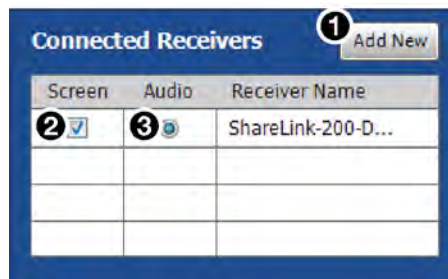 Connected Receivers 1 Add New
Screen Audio Receiver Name
2 3 ShareLink-200-D...